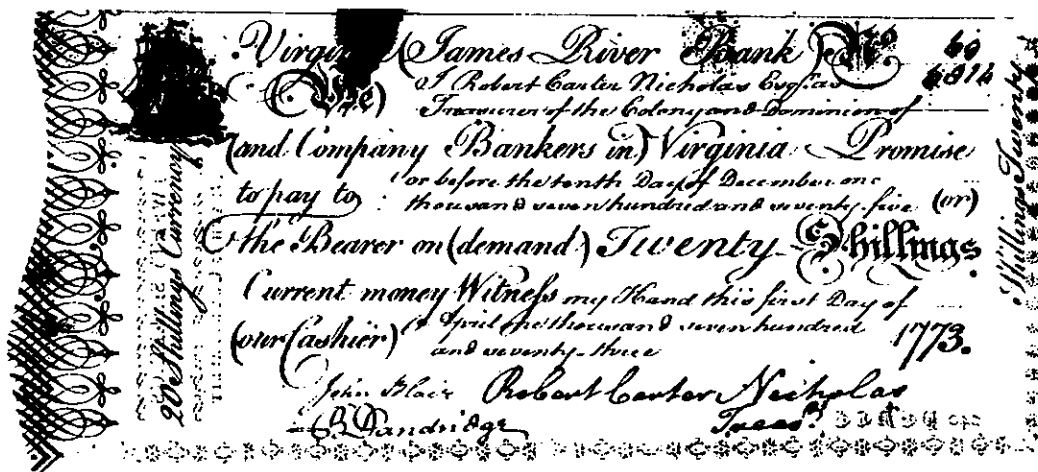 Virginia (James River Bank) No 69
(We) I Robert Carter Nicholas Esqr. as 6814
Treasurer of the Colony and Dominion of
(and Company Bankers in) Virginia Promise
to pay to or before the tenth Day of December one
thousand seven hundred and seventy five (or)
the Bearer on (demand) Twenty Shillings
Current money Witness my Hand this first Day of
(our Cashier) April one thousand seven hundred
and seventy-three 1773.
John Blair Robert Carter Nicholas
B. Dandridge Treasr.
20 Shillings Currency
Shillings Twenty